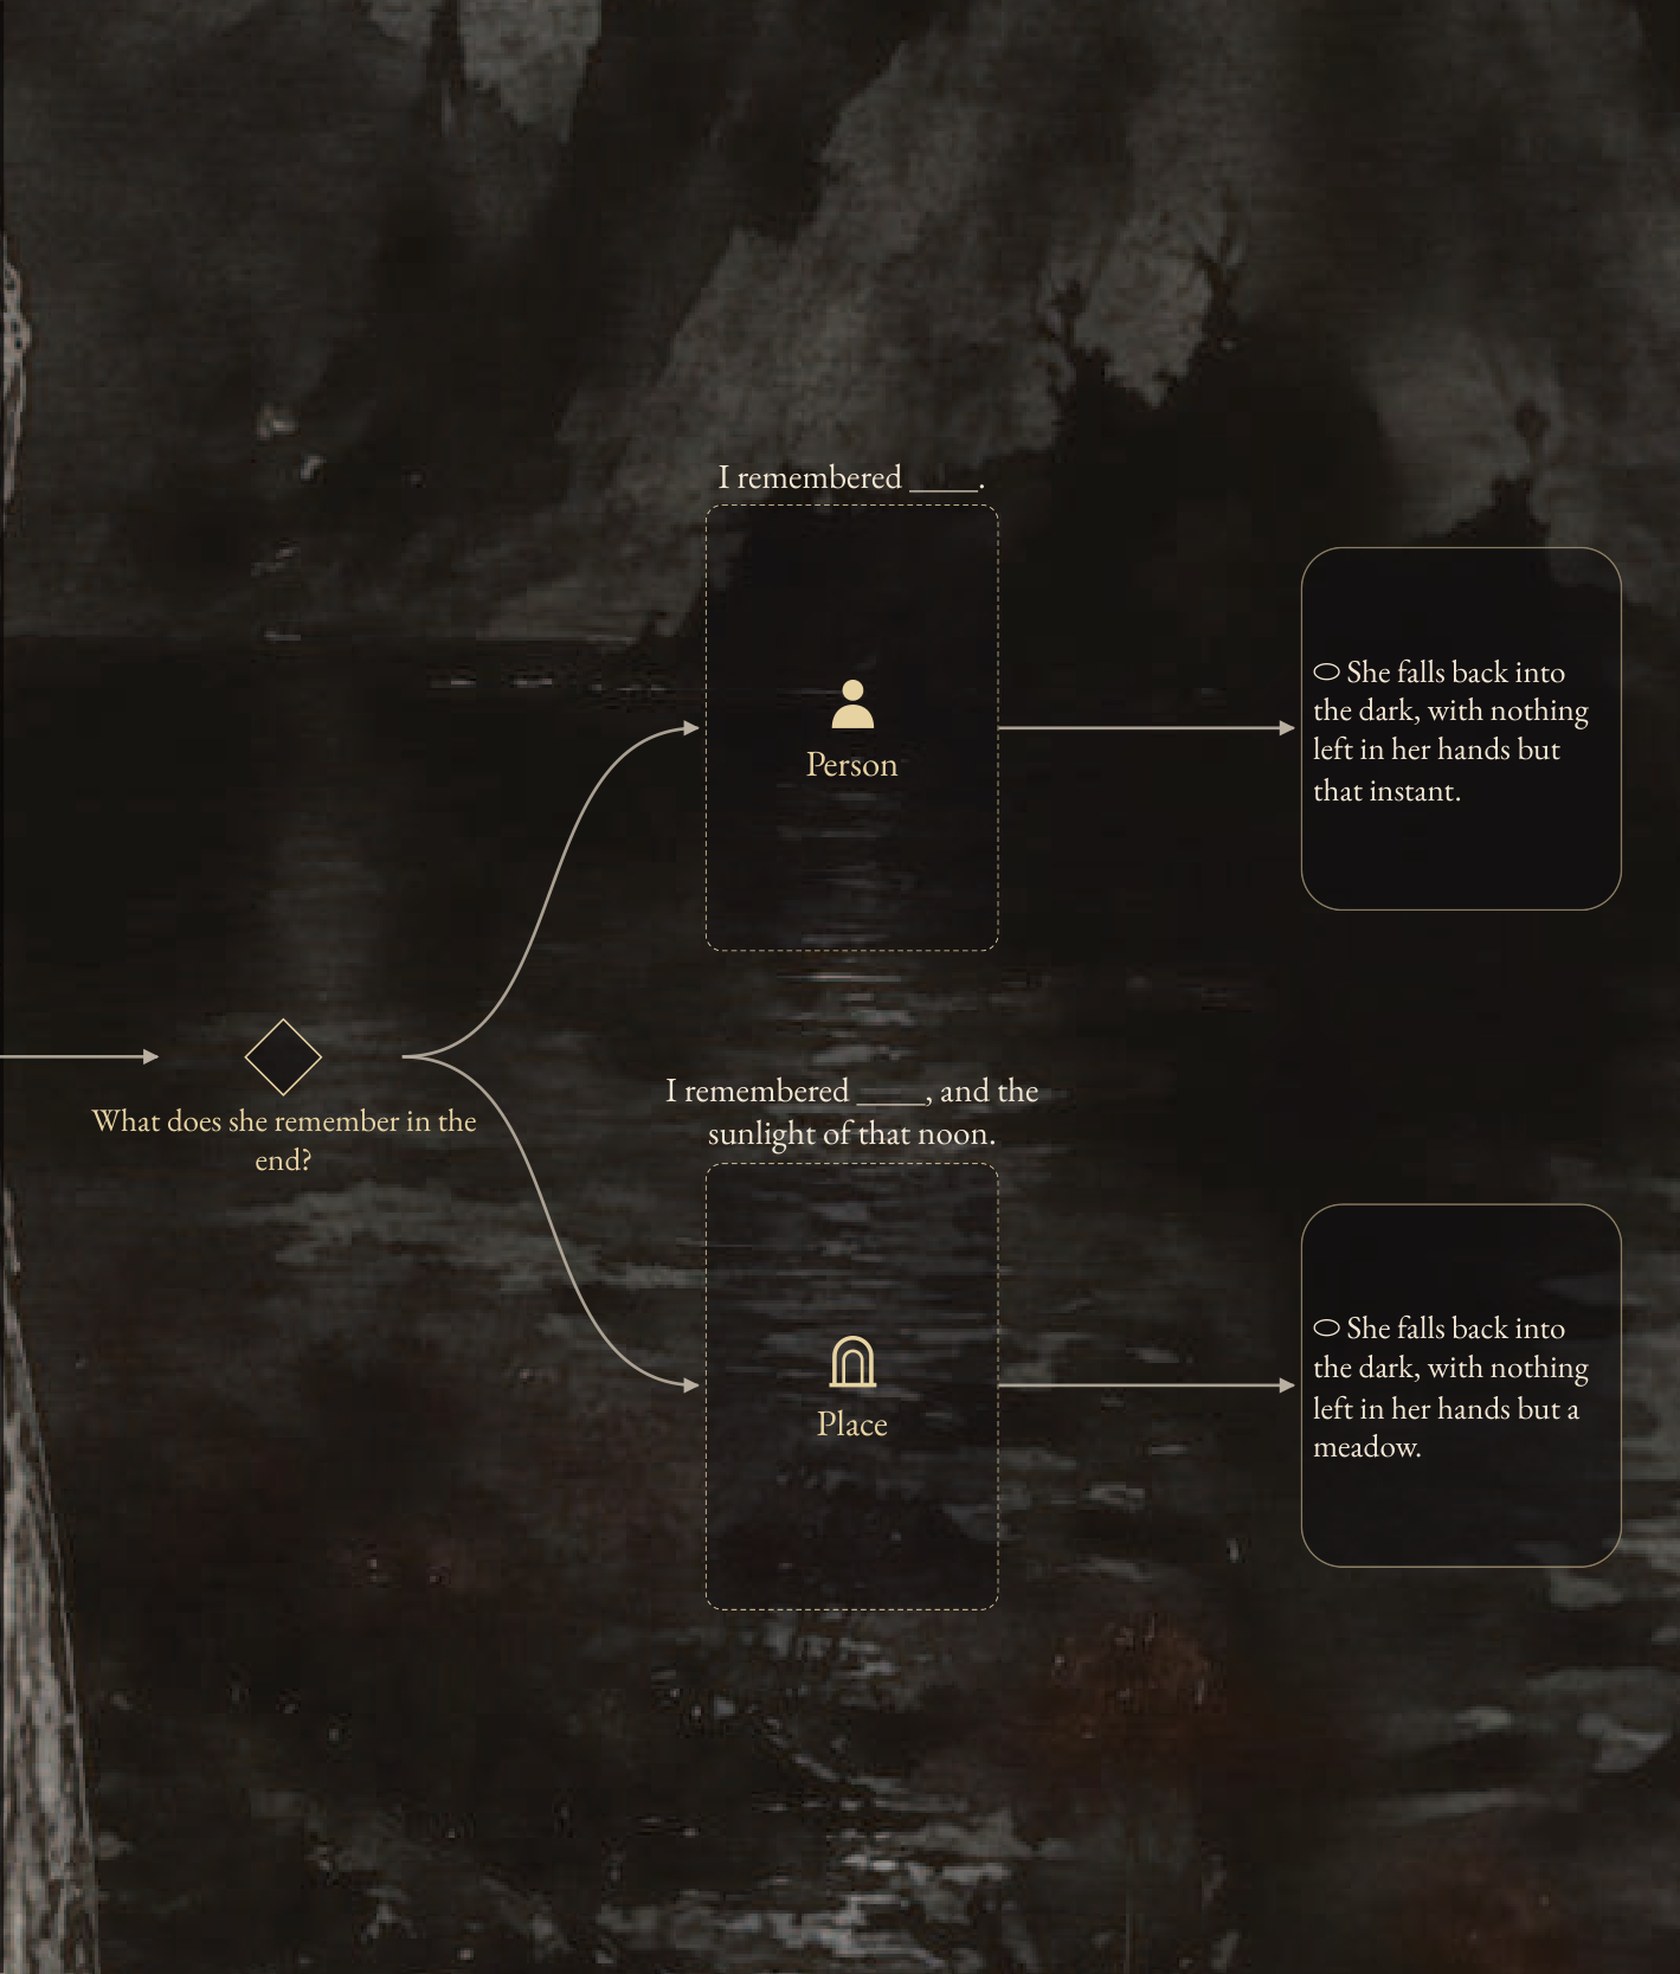 I remembered ____.
Person
She falls back into
the dark, with nothing
left in her hands but
that instant.
What does she remember in the
end?
I remembered ____, and the
sunlight of that noon.
Place
She falls back into
the dark, with nothing
left in her hands but a
meadow.